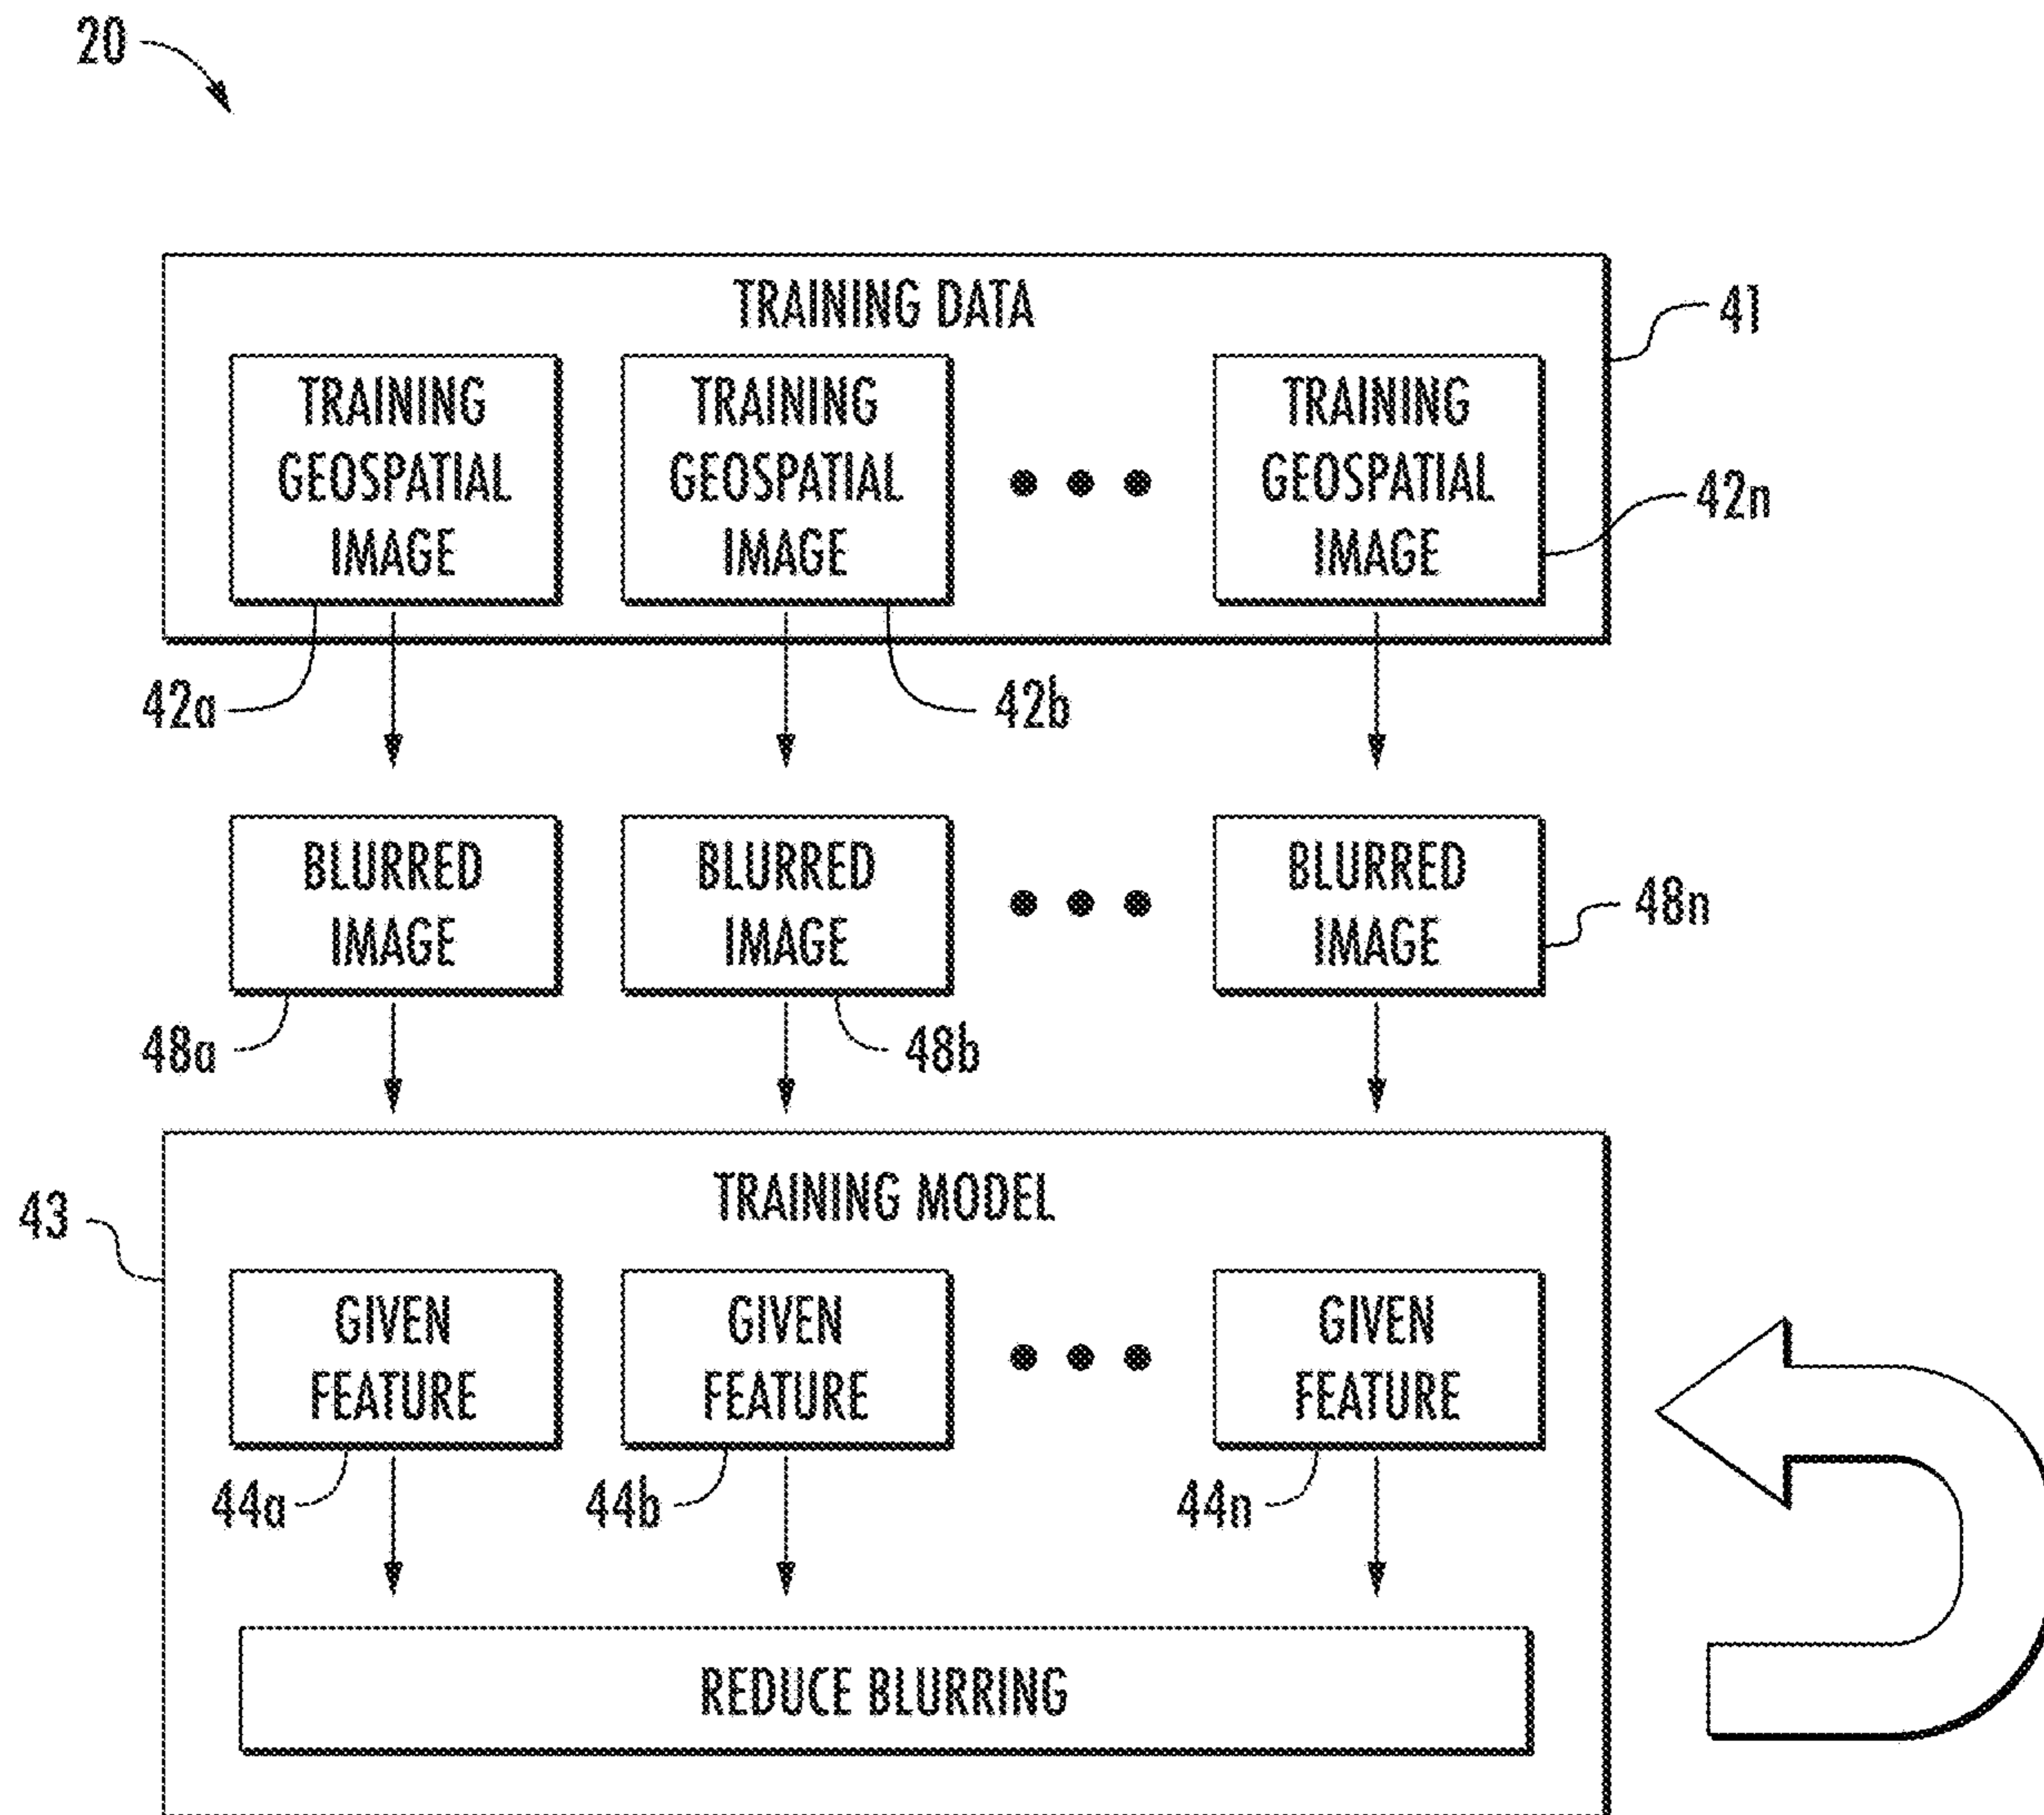 20
TRAINING DATA
41
TRAINING TRAINING TRAINING
GEOSPATIAL GEOSPATIAL GEOSPATIAL
IMAGE IMAGE IMAGE
42n
42a 42b
BLURRED BLURRED BLURRED
IMAGE IMAGE IMAGE
48n
48a 48b
TRAINING MODEL
43
GIVEN GIVEN GIVEN
FEATURE FEATURE FEATURE
44a 44b 44n
REDUCE BLURRING